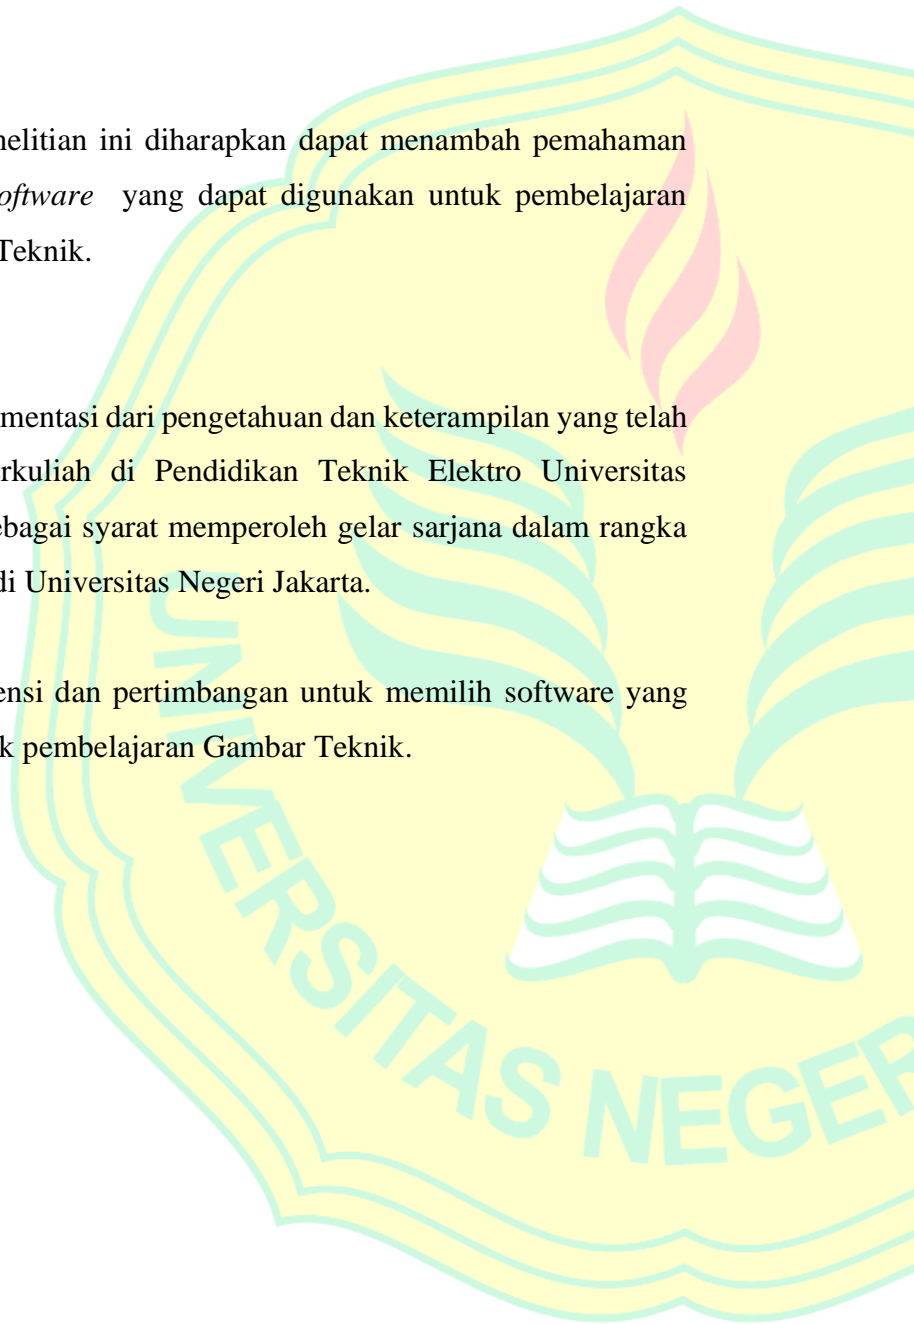 nelitian ini diharapkan dapat menambah pemahaman
oftware yang dapat digunakan untuk pembelajaran
Teknik.
mentasi dari pengetahuan dan keterampilan yang telah
rkuliah di Pendidikan Teknik Elektro Universitas
ebagai syarat memperoleh gelar sarjana dalam rangka
di Universitas Negeri Jakarta.
ensi dan pertimbangan untuk memilih software yang
k pembelajaran Gambar Teknik.
UNIVERSITAS NEGER